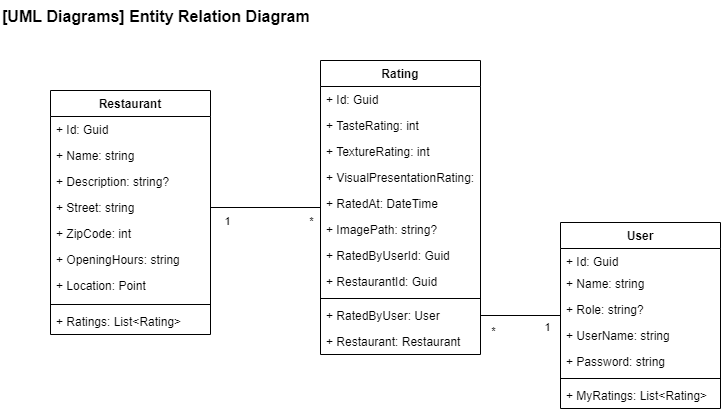 [UML Diagrams] Entity Relation Diagram
Restaurant
+ Id: Guid
+ Name: string
+ Description: string?
+ Street: string
+ ZipCode: int
+ OpeningHours: string
+ Location: Point
+ Ratings: List<Rating>
1
*
Rating
+ Id: Guid
+ TasteRating: int
+ TextureRating: int
+ VisualPresentationRating:
+ RatedAt: DateTime
+ ImagePath: string?
+ RatedByUserId: Guid
+ RestaurantId: Guid
+ RatedByUser: User
+ Restaurant: Restaurant
*
1
User
+ Id: Guid
+ Name: string
+ Role: string?
+ UserName: string
+ Password: string
+ MyRatings: List<Rating>